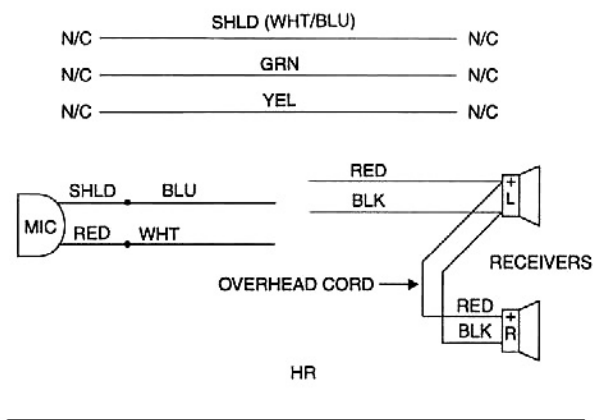 SHLD (WHT/BLU)
N/C N/C
GRN
N/C N/C
YEL
N/C N/C
RED
SHLD BLU
+
L
BLK
MIC
RED WHT
RECEIVERS
OVERHEAD CORD
RED
+
BLK
R
HR